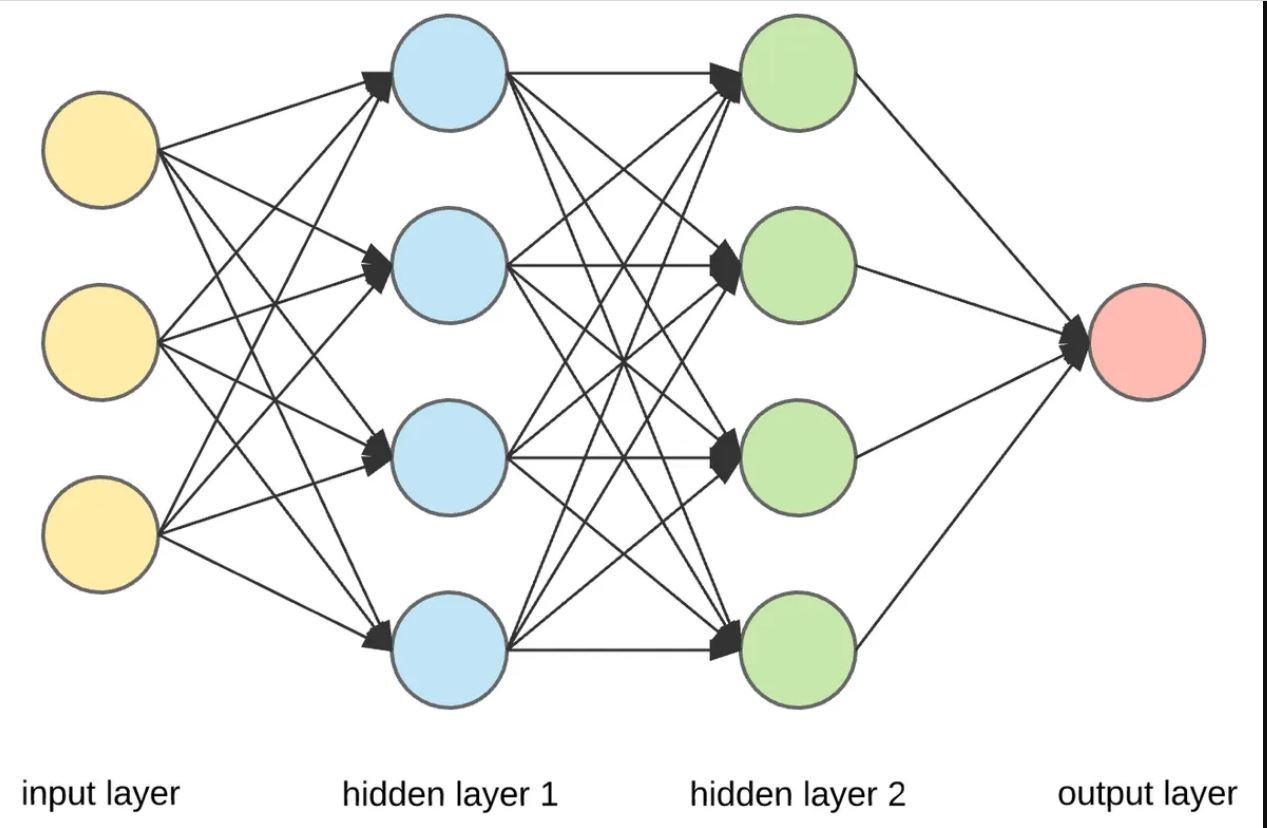 input layer
hidden layer 1
hidden layer 2
output layer